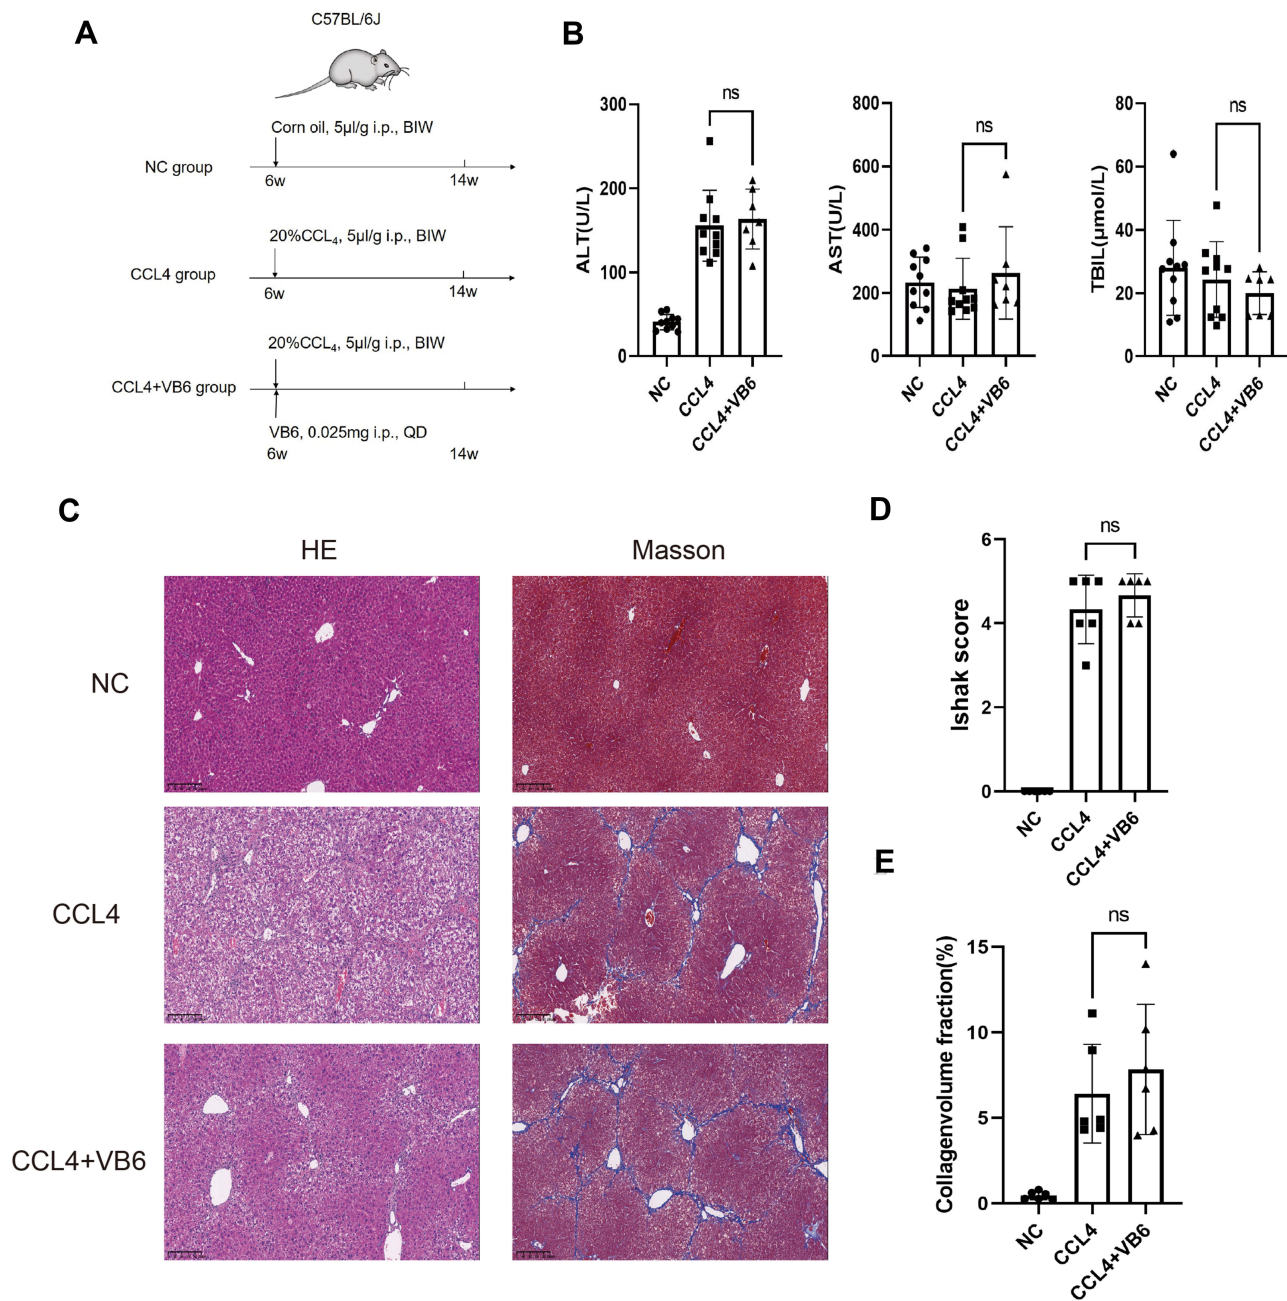 A
C57BL/6J
Corn oil, 5μl/g i.p., BIW
NC group
6w
14w
20%CCL₄, 5μl/g i.p., BIW
CCL4 group
6w
14w
20%CCL₄, 5μl/g i.p., BIW
CCL4+VB6 group
VB6, 0.025mg i.p., QD
6w
14w
B
ALT(U/L)
300
200
100
0
ns
NC
CCL4
CCL4+VB6
AST(U/L)
800
600
400
200
0
ns
NC
CCL4
CCL4+VB6
TBIL(μmol/L)
80
60
40
20
0
ns
NC
CCL4
CCL4+VB6
C
HE
Masson
NC
CCL4
CCL4+VB6
D
Ishak score
6
4
2
0
ns
NC
CCL4
CCL4+VB6
E
Collagenvolume fraction(%)
15
10
5
0
ns
NC
CCL4
CCL4+VB6